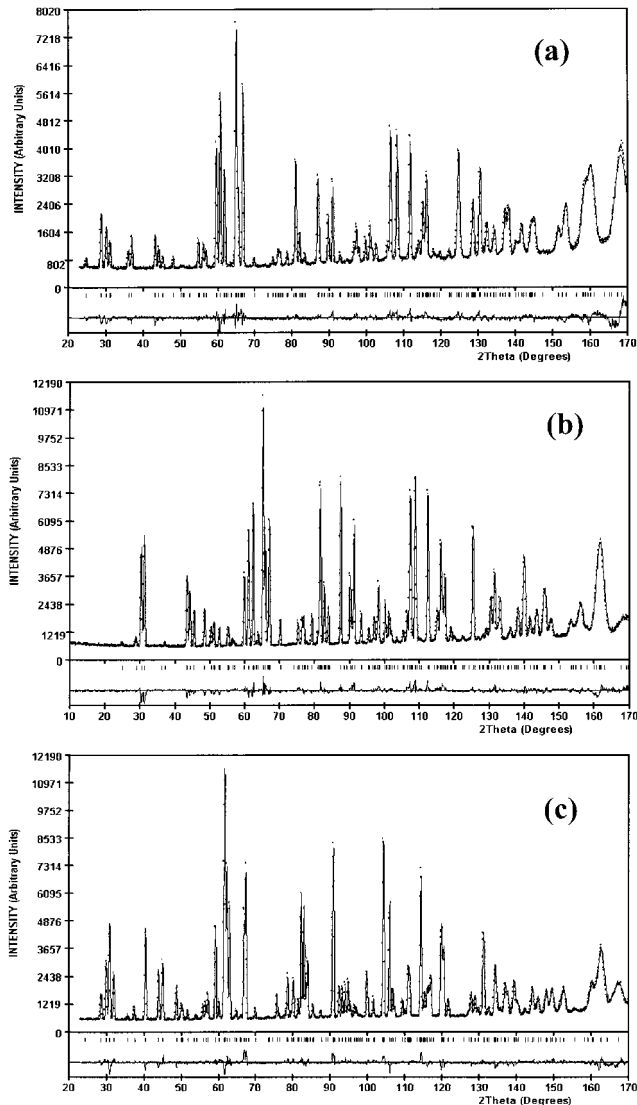 (a)
INTENSITY (Arbitrary Units)
8020
7218
6416
5614
4812
4010
3208
2406
1604
802
0
20 30 40 50 60 70 80 90 100 110 120 130 140 150 160 170
2Theta (Degrees)
(b)
INTENSITY (Arbitrary Units)
12190
10971
9752
8533
7314
6095
4876
3657
2438
1219
0
10 20 30 40 50 60 70 80 90 100 110 120 130 140 150 160 170
2Theta (Degrees)
(c)
INTENSITY (Arbitrary Units)
12190
10971
9752
8533
7314
6095
4876
3657
2438
1219
0
20 30 40 50 60 70 80 90 100 110 120 130 140 150 160 170
2Theta (Degrees)